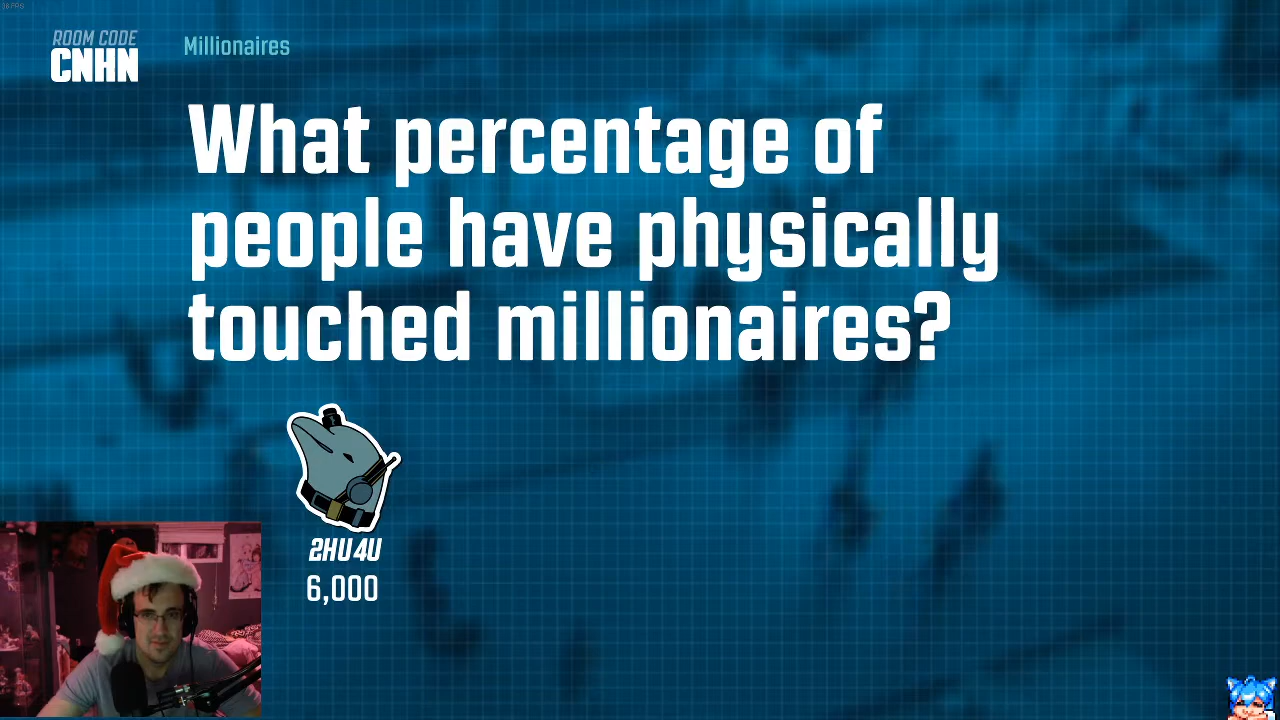 ROOM CODE
CNHN
Millionaires
What percentage of
people have physically
touched millionaires?
2HU4U
6,000